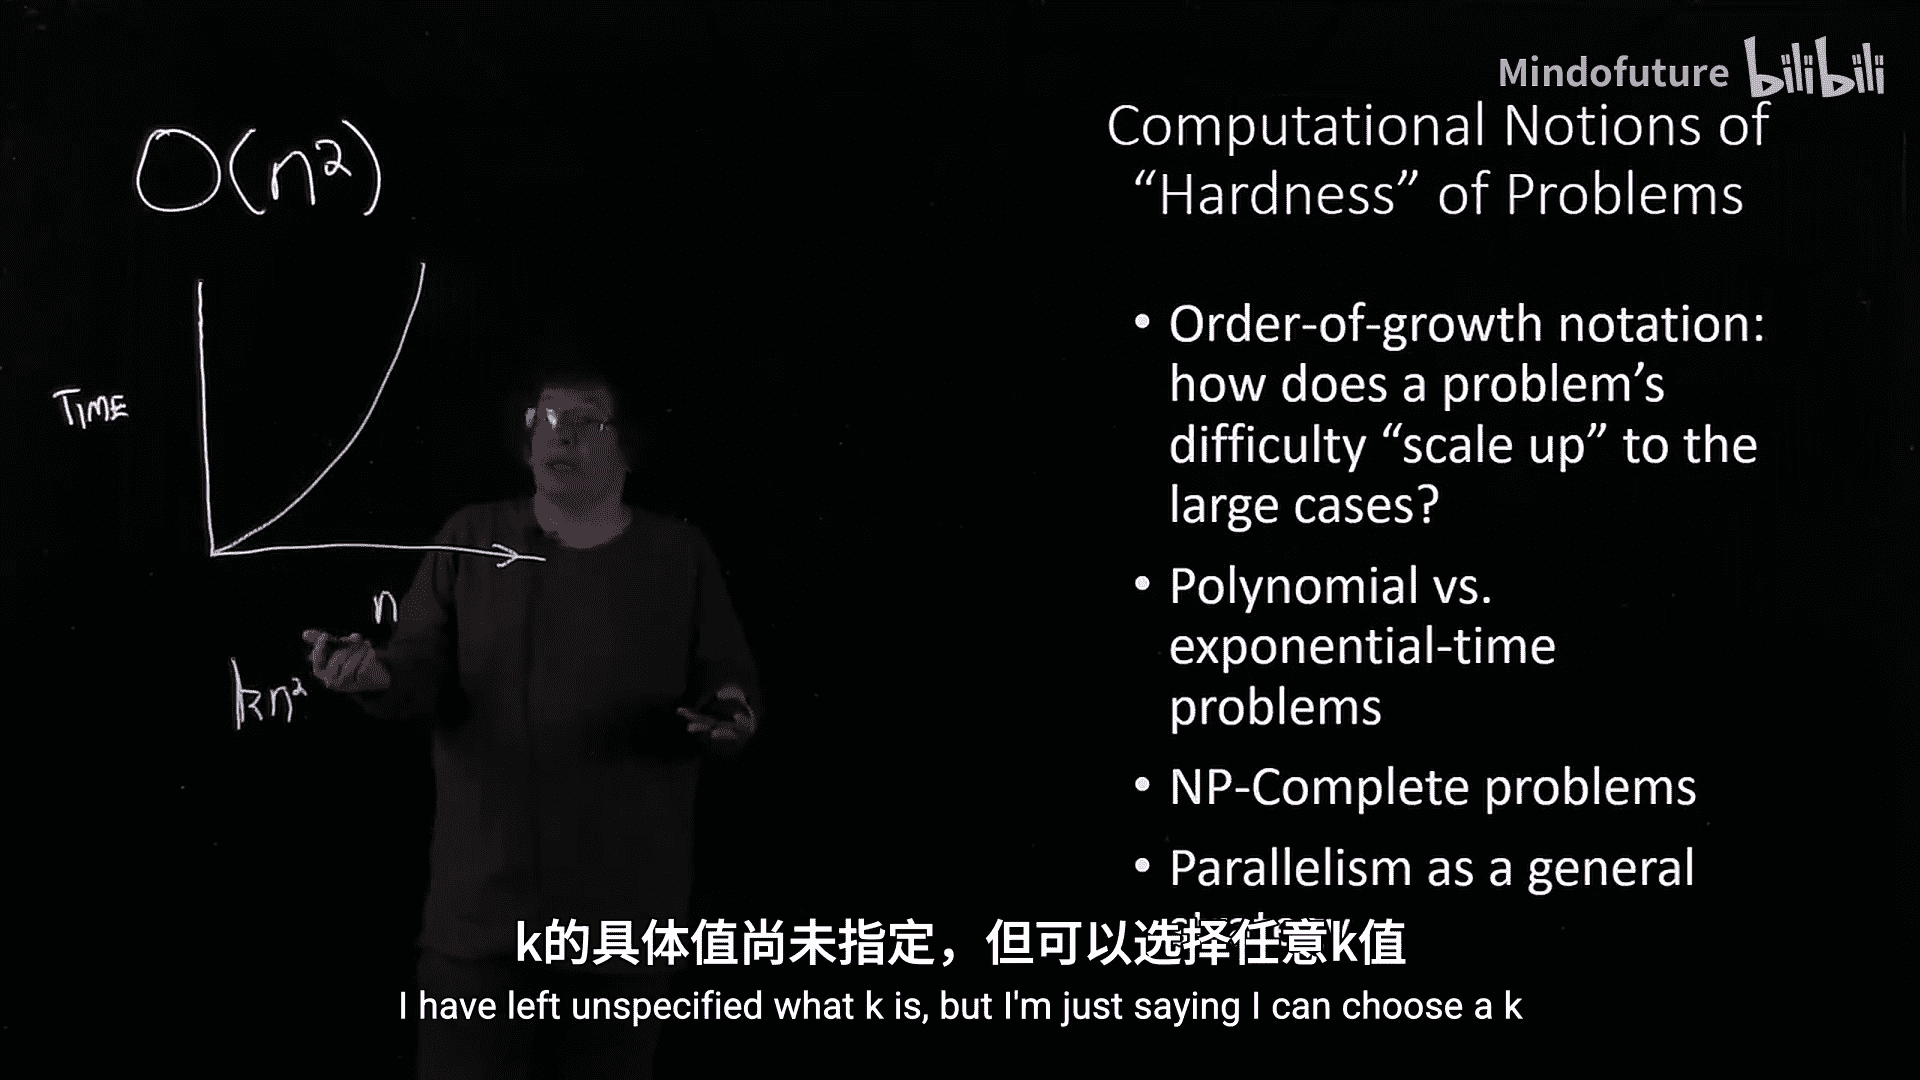 Mindofuture bilibili
Computational Notions of
“Hardness” of Problems
O(n²)
TIME
n
kn²
• Order-of-growth notation:
how does a problem’s
difficulty “scale up” to the
large cases?
• Polynomial vs.
exponential-time
problems
• NP-Complete problems
• Parallelism as a general
k的具体值尚未指定，但可以选择任意k值
I have left unspecified what k is, but I'm just saying I can choose a k